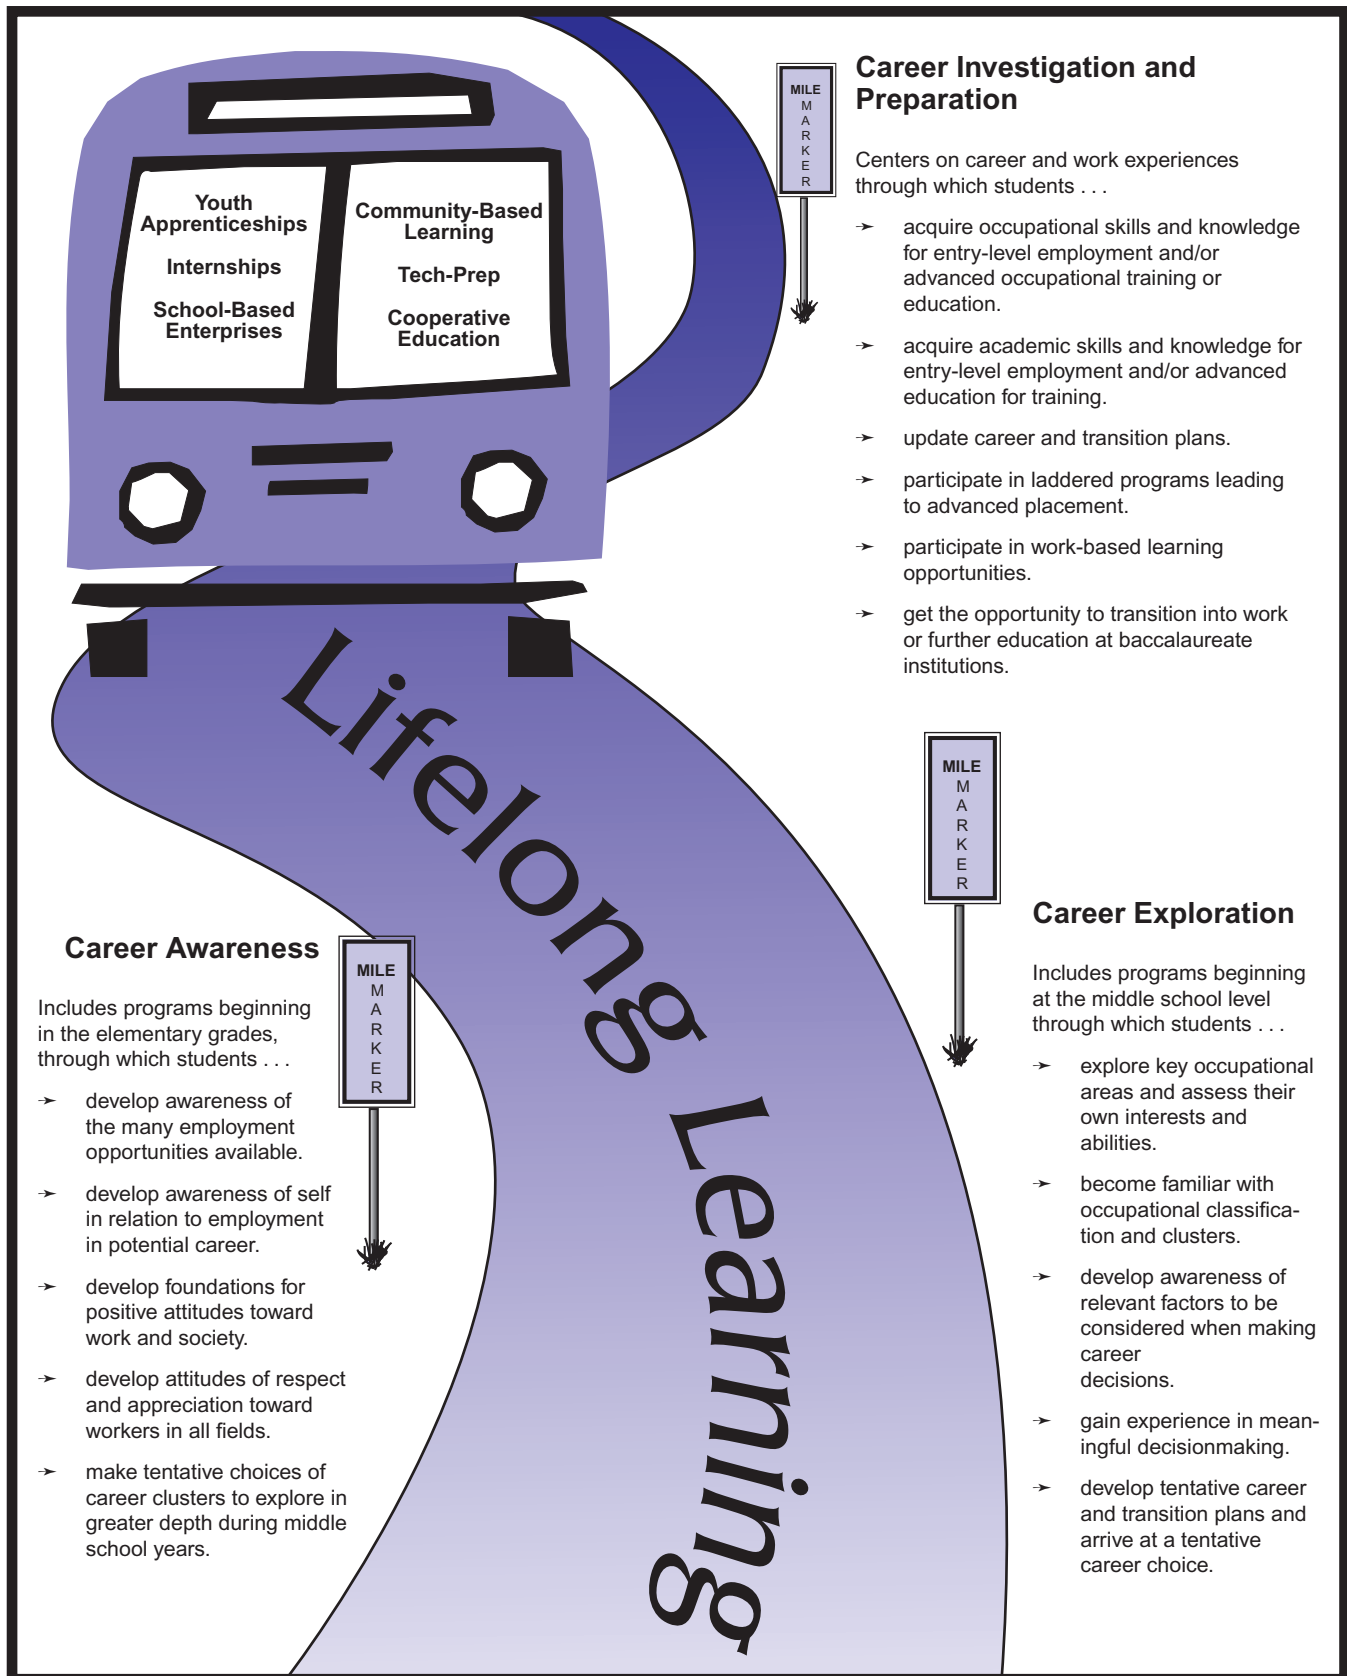 Youth
Apprenticeships
Internships
School-Based
Enterprises
Community-Based
Learning
Tech-Prep
Cooperative
Education
MILE
M
A
R
K
E
R
Career Investigation and
Preparation
Centers on career and work experiences
through which students . . .
➛ acquire occupational skills and knowledge
for entry-level employment and/or
advanced occupational training or
education.
➛ acquire academic skills and knowledge for
entry-level employment and/or advanced
education for training.
➛ update career and transition plans.
➛ participate in laddered programs leading
to advanced placement.
➛ participate in work-based learning
opportunities.
➛ get the opportunity to transition into work
or further education at baccalaureate
institutions.
Lifelong Learning
MILE
M
A
R
K
E
R
Career Exploration
Includes programs beginning
at the middle school level
through which students . . .
➛ explore key occupational
areas and assess their
own interests and
abilities.
➛ become familiar with
occupational classifica-
tion and clusters.
➛ develop awareness of
relevant factors to be
considered when making
career
decisions.
➛ gain experience in mean-
ingful decisionmaking.
➛ develop tentative career
and transition plans and
arrive at a tentative
career choice.
Career Awareness
MILE
M
A
R
K
E
R
Includes programs beginning
in the elementary grades,
through which students . . .
➛ develop awareness of
the many employment
opportunities available.
➛ develop awareness of self
in relation to employment
in potential career.
➛ develop foundations for
positive attitudes toward
work and society.
➛ develop attitudes of respect
and appreciation toward
workers in all fields.
➛ make tentative choices of
career clusters to explore in
greater depth during middle
school years.